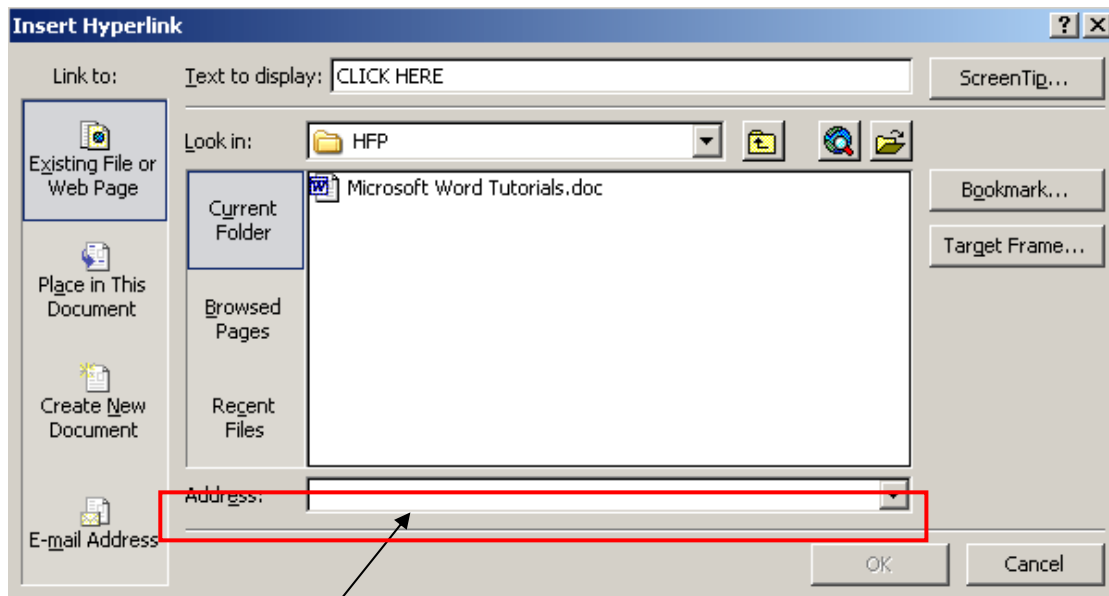 Insert Hyperlink
Link to:
Text to display: CLICK HERE
ScreenTip...
Existing File or
Web Page
Look in: HFP
Current
Folder
Microsoft Word Tutorials.doc
Bookmark...
Target Frame...
Place in This
Document
Browsed
Pages
Create New
Document
Recent
Files
Address:
E-mail Address
OK
Cancel